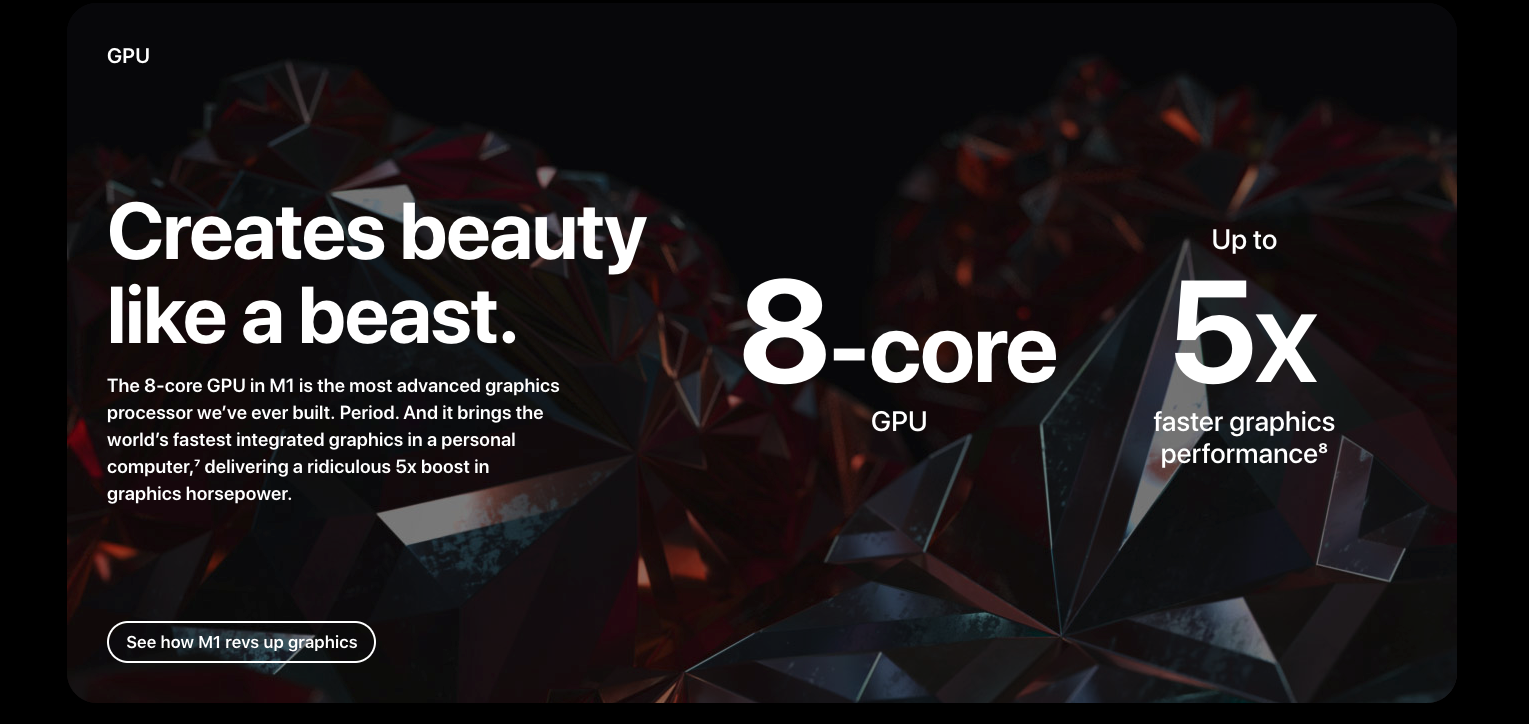 GPU
Creates beauty
like a beast.
The 8-core GPU in M1 is the most advanced graphics
processor we’ve ever built. Period. And it brings the
world’s fastest integrated graphics in a personal
computer,⁷ delivering a ridiculous 5x boost in
graphics horsepower.
See how M1 revs up graphics
8-core
GPU
Up to
5x
faster graphics
performance⁸